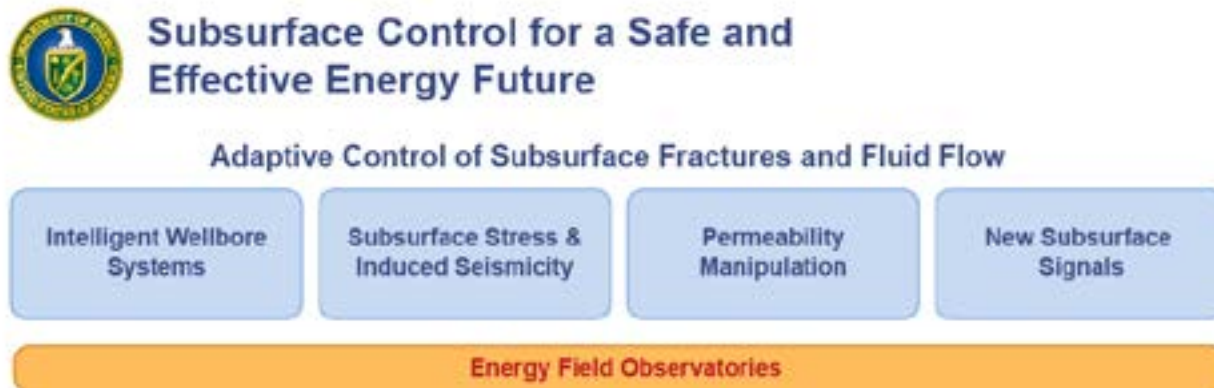 Subsurface Control for a Safe and
Effective Energy Future
Adaptive Control of Subsurface Fractures and Fluid Flow
Intelligent Wellbore
Systems
Subsurface Stress &
Induced Seismicity
Permeability
Manipulation
New Subsurface
Signals
Energy Field Observatories